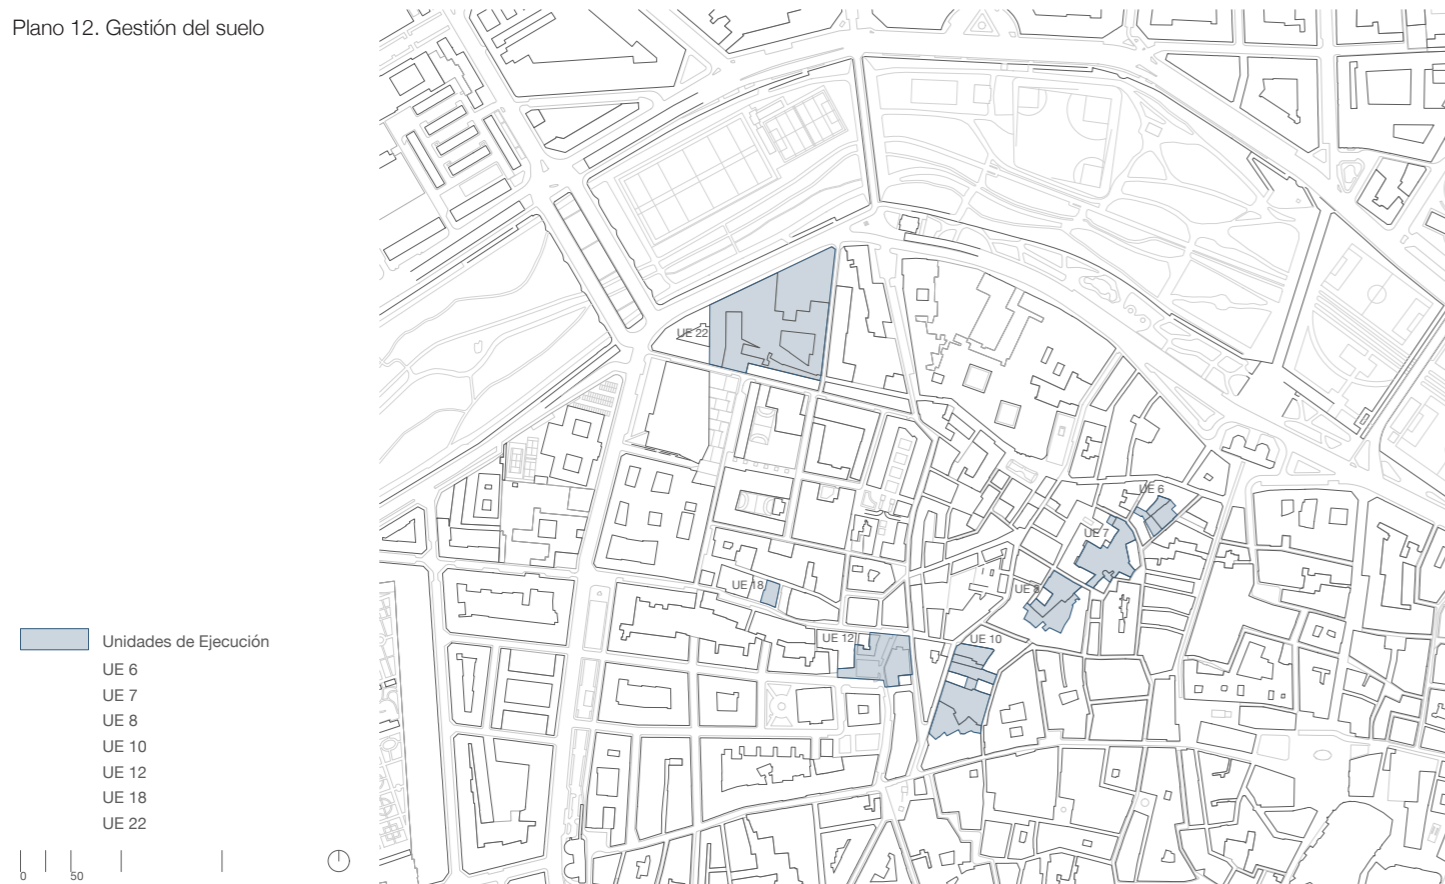 Plano 12. Gestión del suelo
UE 22
UE 6
UE 7
UE 18
UE 8
UE 12
UE 10
Unidades de Ejecución
UE 6
UE 7
UE 8
UE 10
UE 12
UE 18
UE 22
0 50